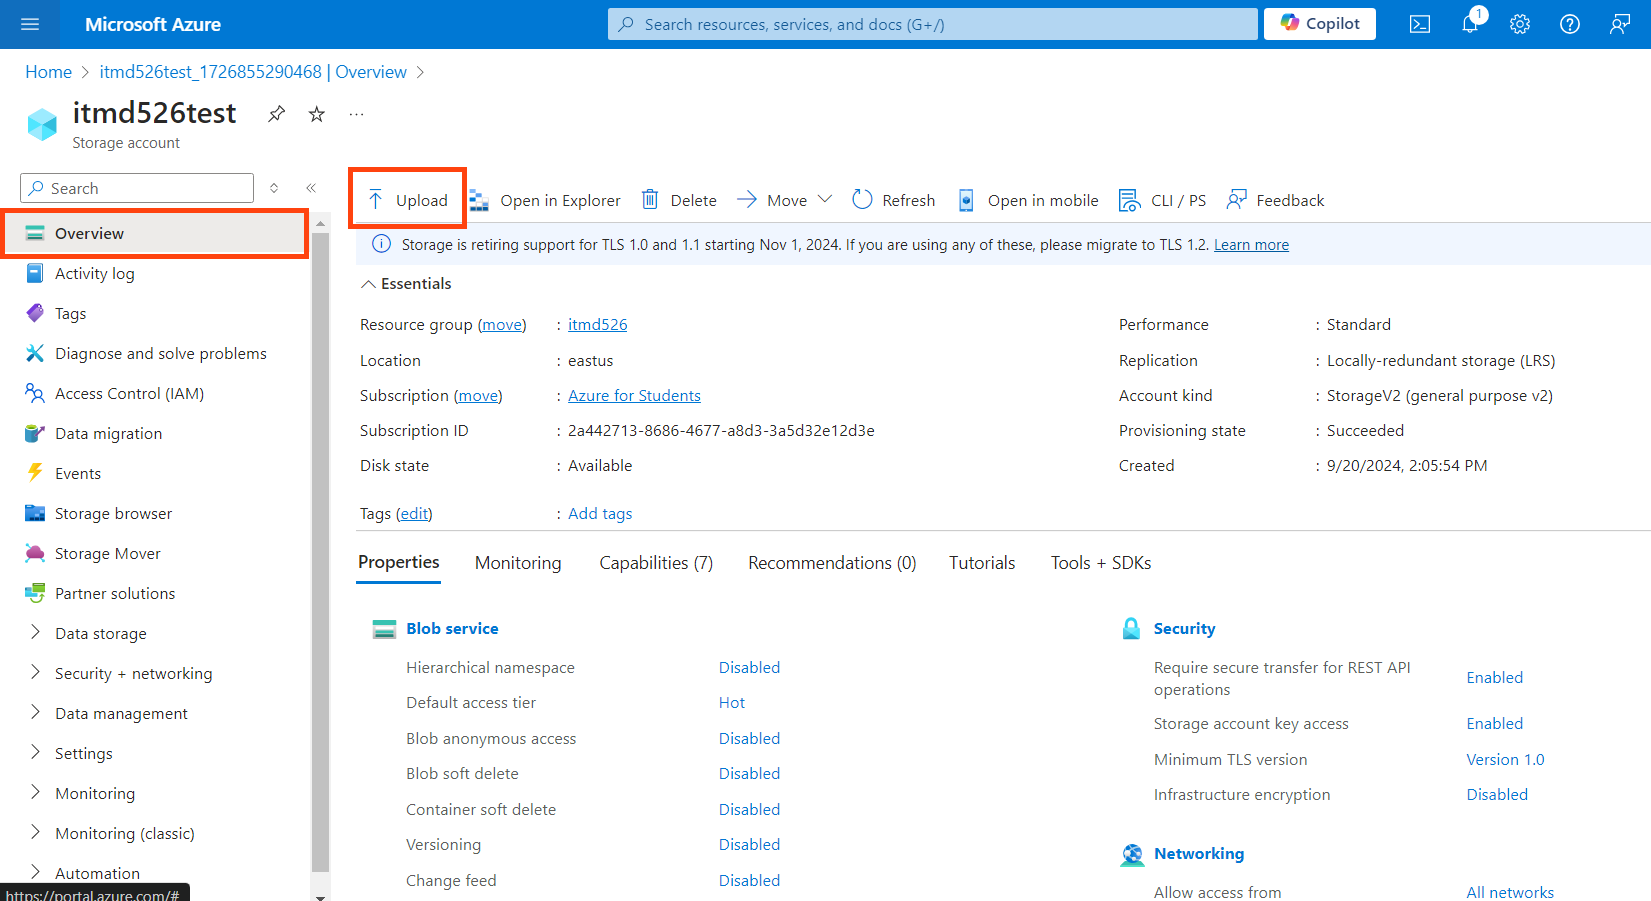 Microsoft Azure
Search resources, services, and docs (G+/)
Copilot
1
Home > itmd526test_1726855290468 | Overview >
itmd526test
Storage account
Search
Upload
Open in Explorer
Delete
Move
Refresh
Open in mobile
CLI / PS
Feedback
Overview
Activity log
Tags
Diagnose and solve problems
Access Control (IAM)
Data migration
Events
Storage browser
Storage Mover
Partner solutions
Data storage
Security + networking
Data management
Settings
Monitoring
Monitoring (classic)
Automation
https://portal.azure.com/#
Storage is retiring support for TLS 1.0 and 1.1 starting Nov 1, 2024. If you are using any of these, please migrate to TLS 1.2. Learn more
Essentials
Resource group (move) : itmd526
Location : eastus
Subscription (move) : Azure for Students
Subscription ID : 2a442713-8686-4677-a8d3-3a5d32e12d3e
Disk state : Available
Tags (edit) : Add tags
Performance : Standard
Replication : Locally-redundant storage (LRS)
Account kind : StorageV2 (general purpose v2)
Provisioning state : Succeeded
Created : 9/20/2024, 2:05:54 PM
Properties
Monitoring
Capabilities (7)
Recommendations (0)
Tutorials
Tools + SDKs
Blob service
Hierarchical namespace Disabled
Default access tier Hot
Blob anonymous access Disabled
Blob soft delete Disabled
Container soft delete Disabled
Versioning Disabled
Change feed Disabled
Security
Require secure transfer for REST API
operations Enabled
Storage account key access Enabled
Minimum TLS version Version 1.0
Infrastructure encryption Disabled
Networking
Allow access from All networks